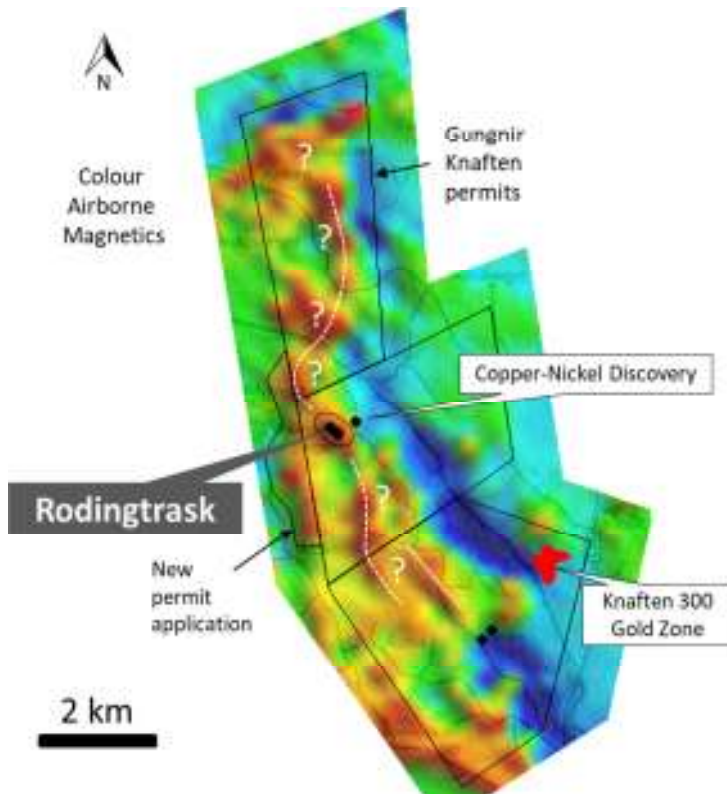 N
Colour
Airborne
Magnetics
Gungnir
Knaften
permits
?
?
?
?
Copper-Nickel Discovery
Rodingtrask
?
?
New
permit
application
Knaften 300
Gold Zone
2 km